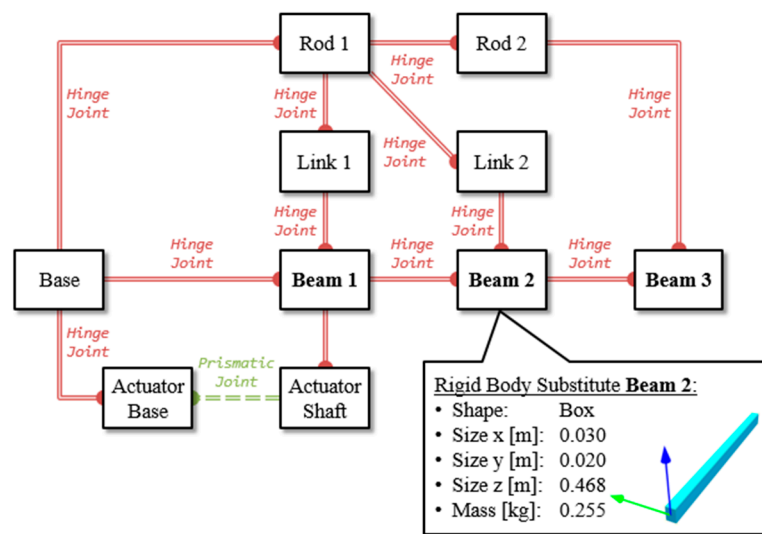 Rod 1
Rod 2
Hinge
Joint
Hinge
Joint
Hinge
Joint
Hinge
Joint
Hinge
Joint
Link 1
Link 2
Hinge
Joint
Hinge
Joint
Hinge
Joint
Hinge
Joint
Hinge
Joint
Base
Beam 1
Beam 2
Beam 3
Hinge
Joint
Prismatic
Joint
Actuator
Base
Actuator
Shaft
Rigid Body Substitute Beam 2:
• Shape: Box
• Size x [m]: 0.030
• Size y [m]: 0.020
• Size z [m]: 0.468
• Mass [kg]: 0.255